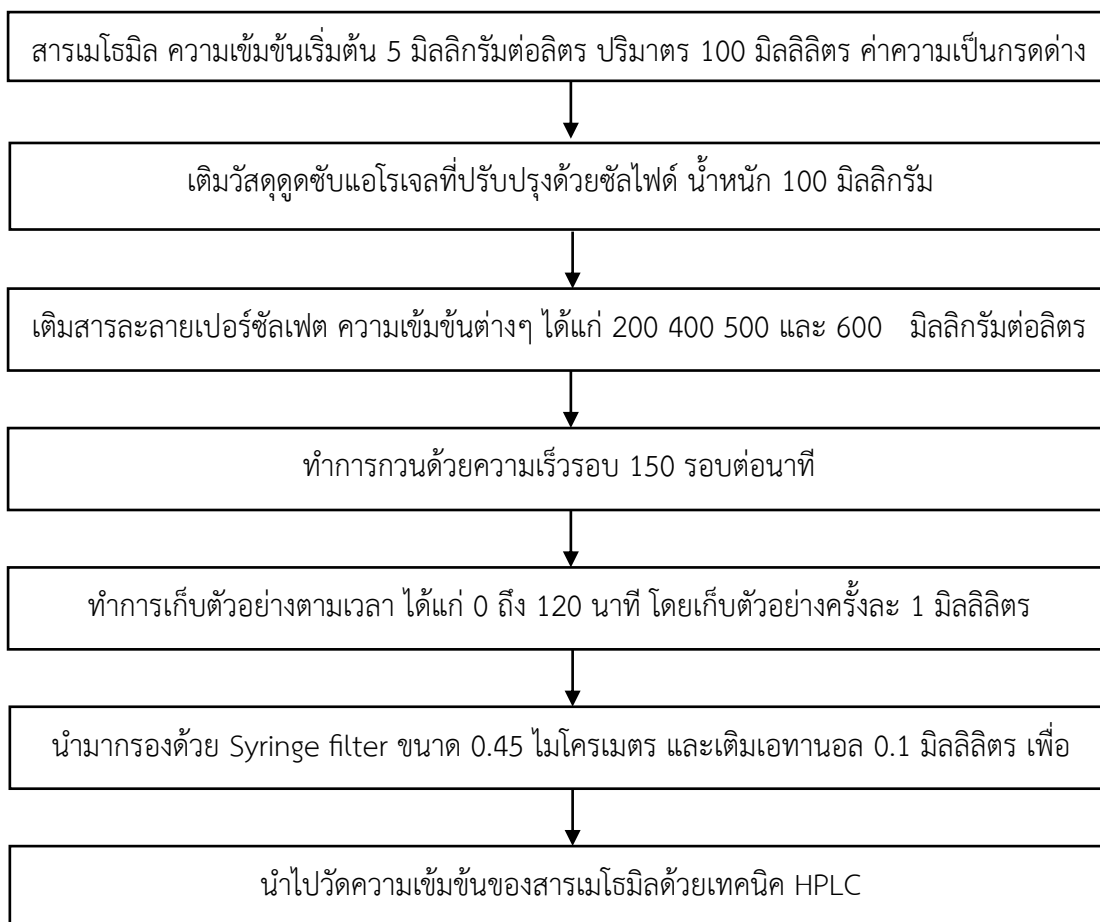 สารเมโธมิล ความเข้มข้นเริ่มต้น 5 มิลลิกรัมต่อลิตร ปริมาตร 100 มิลลิลิตร ค่าความเป็นกรดด่าง
เติมวัสดุดูดซับแอโรเจลที่ปรับปรุงด้วยซัลไฟด์ น้ำหนัก 100 มิลลิกรัม
เติมสารละลายเปอร์ซัลเฟต ความเข้มข้นต่างๆ ได้แก่ 200 400 500 และ 600 มิลลิกรัมต่อลิตร
ทำการกวนด้วยความเร็วรอบ 150 รอบต่อนาที
ทำการเก็บตัวอย่างตามเวลา ได้แก่ 0 ถึง 120 นาที โดยเก็บตัวอย่างครั้งละ 1 มิลลิลิตร
นำมากรองด้วย Syringe filter ขนาด 0.45 ไมโครเมตร และเติมเอทานอล 0.1 มิลลิลิตร เพื่อ
นำไปวัดความเข้มข้นของสารเมโธมิลด้วยเทคนิค HPLC